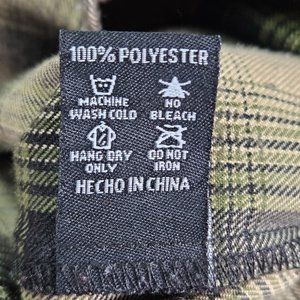 100% POLYESTER
MACHINE WASH COLD
NO BLEACH
HANG DRY ONLY
DO NOT IRON
HECHO IN CHINA